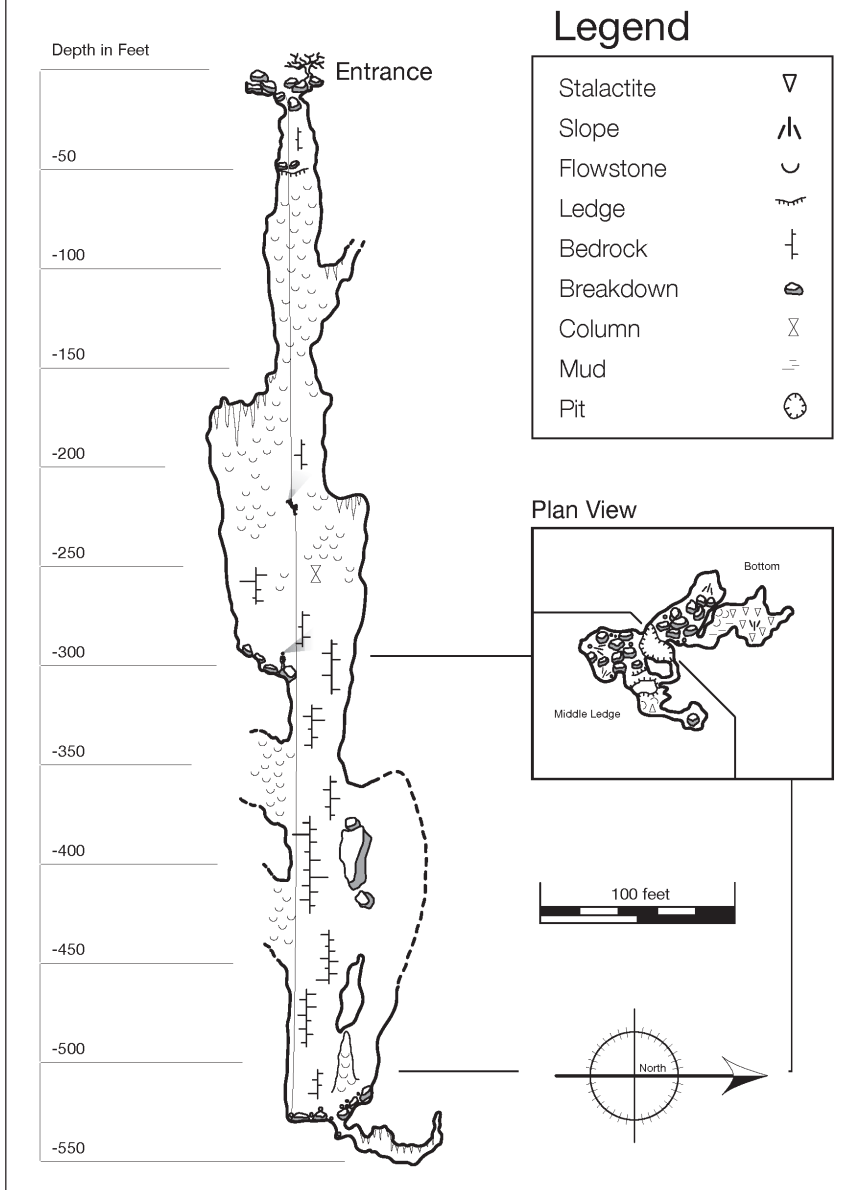 Legend
Depth in Feet
Entrance
Stalactite
Slope
Flowstone
Ledge
Bedrock
Breakdown
Column
Mud
Pit
-50
-100
-150
-200
-250
-300
-350
-400
-450
-500
-550
Plan View
Bottom
Middle Ledge
100 feet
North